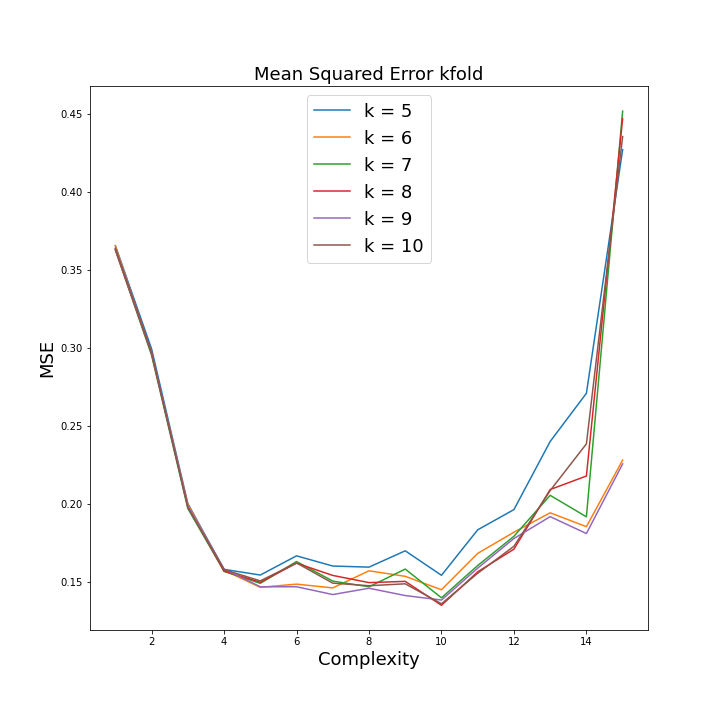 Mean Squared Error kfold
k = 5
k = 6
k = 7
k = 8
k = 9
k = 10
0.45
0.40
0.35
0.30
0.25
0.20
0.15
MSE
2 4 6 8 10 12 14
Complexity